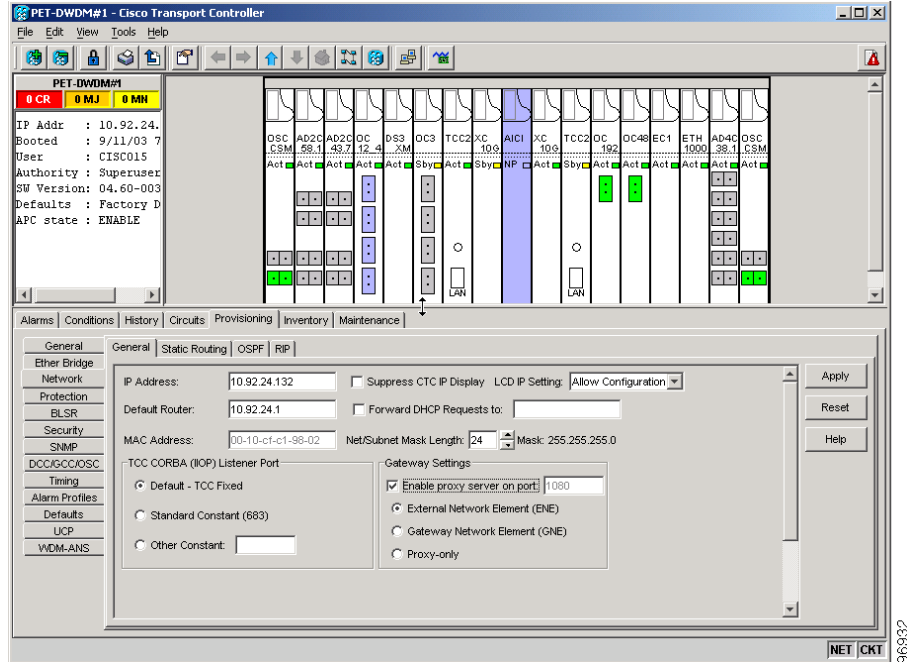 PET-DWDM#1 - Cisco Transport Controller
File Edit View Tools Help
PET-DWDM#1
0 CR 0 MJ 0 MN
IP Addr : 10.92.24.
Booted : 9/11/03 7
User : CISCO15
Authority : Superuser
SW Version: 04.60-003
Defaults : Factory D
APC state : ENABLE
OSC AD2C AD2C OC DS3 OC3 TCC2 XC AICI XC TCC2 OC OC48 EC1 ETH AD4C OSC
CSM 58.1 43.7 12_4 XM 10G 10G 192 1000 38.1 CSM
Act Act Act Act Act Sby Act Sby NP Act Sby Act Act Act Act Act Act
LAN LAN
Alarms Conditions History Circuits Provisioning Inventory Maintenance
General
Ether Bridge
Network
Protection
BLSR
Security
SNMP
DCC/GCC/OSC
Timing
Alarm Profiles
Defaults
UCP
WDM-ANS
General Static Routing OSPF RIP
IP Address: 10.92.24.132 Suppress CTC IP Display LCD IP Setting: Allow Configuration
Default Router: 10.92.24.1 Forward DHCP Requests to:
MAC Address: 00-10-cf-c1-98-02 Net/Subnet Mask Length: 24 Mask: 255.255.255.0
TCC CORBA (IIOP) Listener Port
Default - TCC Fixed
Standard Constant (683)
Other Constant:
Gateway Settings
Enable proxy server on port: 1080
External Network Element (ENE)
Gateway Network Element (GNE)
Proxy-only
Apply
Reset
Help
NET CKT
96932